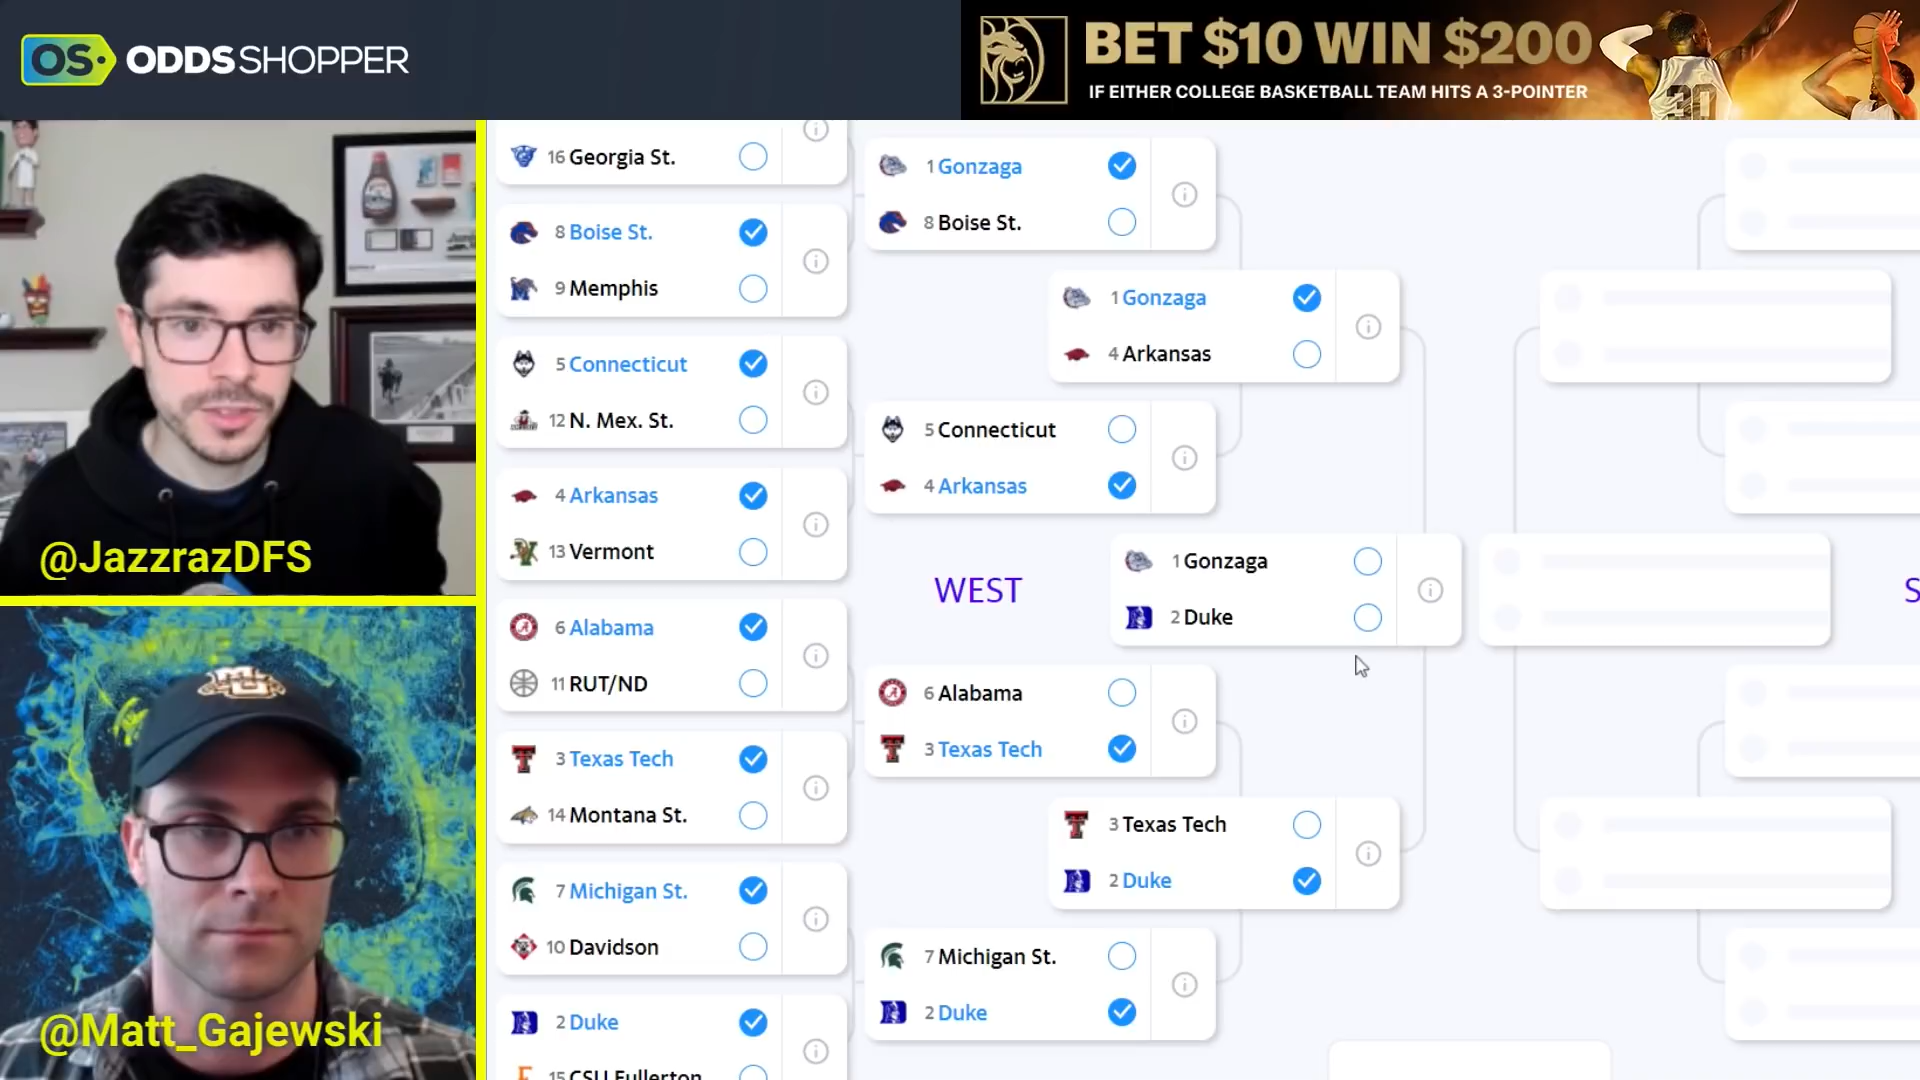 OS. ODDSSHOPPER
BET $10 WIN $200
IF EITHER COLLEGE BASKETBALL TEAM HITS A 3-POINTER
16 Georgia St.
8 Boise St.
9 Memphis
5 Connecticut
12 N. Mex. St.
4 Arkansas
13 Vermont
6 Alabama
11 RUT/ND
3 Texas Tech
14 Montana St.
7 Michigan St.
10 Davidson
2 Duke
15 CSU Fullerton
1 Gonzaga
8 Boise St.
5 Connecticut
4 Arkansas
6 Alabama
3 Texas Tech
7 Michigan St.
2 Duke
1 Gonzaga
4 Arkansas
3 Texas Tech
2 Duke
WEST
1 Gonzaga
2 Duke
S
@JazzrazDFS
@Matt_Gajewski